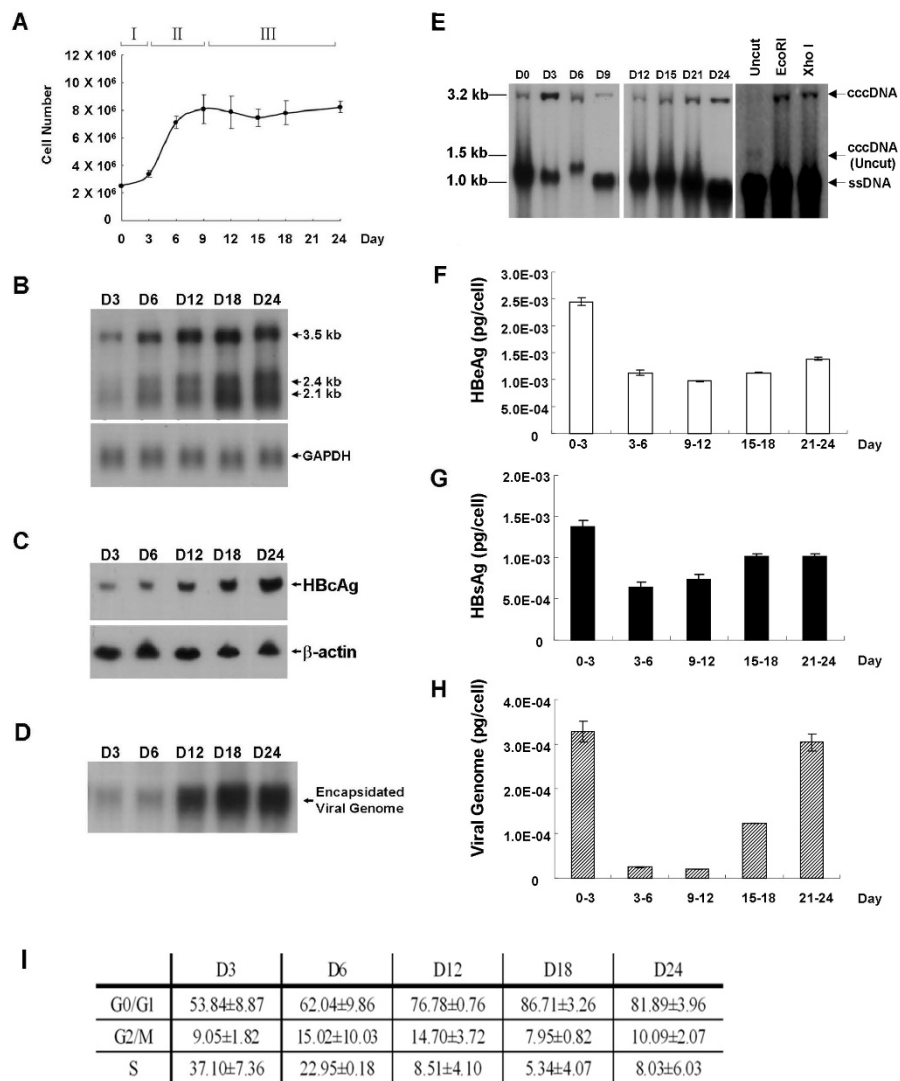 A
I II III
12 X 10⁶
10 X 10⁶
8 X 10⁶
6 X 10⁶
4 X 10⁶
2 X 10⁶
0
Cell Number
0 3 6 9 12 15 18 21 24 Day
B
D3 D6 D12 D18 D24
3.5 kb
2.4 kb
2.1 kb
GAPDH
C
D3 D6 D12 D18 D24
HBcAg
β-actin
D
D3 D6 D12 D18 D24
Encapsidated
Viral Genome
E
D0 D3 D6 D9 D12 D15 D21 D24 Uncut EcoRI Xho I
3.2 kb
1.5 kb
1.0 kb
cccDNA
cccDNA
(Uncut)
ssDNA
F
HBeAg (pg/cell)
3.0E-03
2.5E-03
2.0E-03
1.5E-03
1.0E-03
5.0E-04
0
0-3 3-6 9-12 15-18 21-24 Day
G
HBsAg (pg/cell)
2.0E-03
1.5E-03
1.0E-03
5.0E-04
0
0-3 3-6 9-12 15-18 21-24 Day
H
Viral Genome (pg/cell)
4.0E-04
3.0E-04
2.0E-04
1.0E-04
0
0-3 3-6 9-12 15-18 21-24 Day
I
D3 D6 D12 D18 D24
G0/G1 53.84±8.87 62.04±9.86 76.78±0.76 86.71±3.26 81.89±3.96
G2/M 9.05±1.82 15.02±10.03 14.70±3.72 7.95±0.82 10.09±2.07
S 37.10±7.36 22.95±0.18 8.51±4.10 5.34±4.07 8.03±6.03